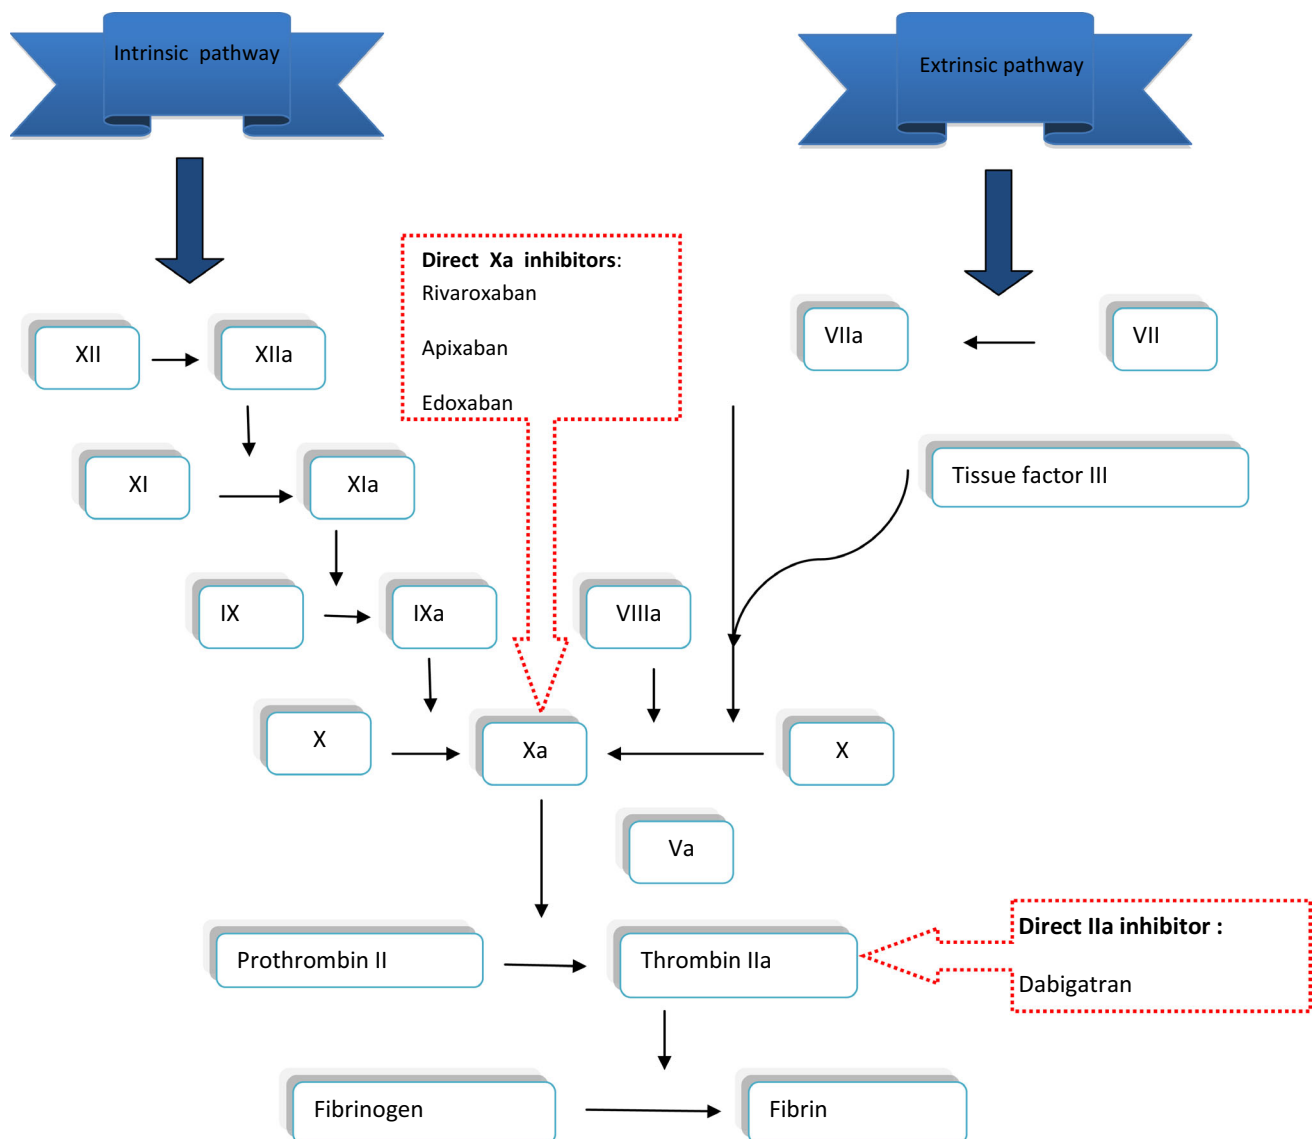 Intrinsic pathway
Extrinsic pathway
Direct Xa inhibitors:
Rivaroxaban
Apixaban
Edoxaban
XII
XIIa
VIIa
VII
XI
XIa
Tissue factor III
IX
IXa
VIIIa
X
Xa
X
Va
Prothrombin II
Thrombin IIa
Direct IIa inhibitor :
Dabigatran
Fibrinogen
Fibrin